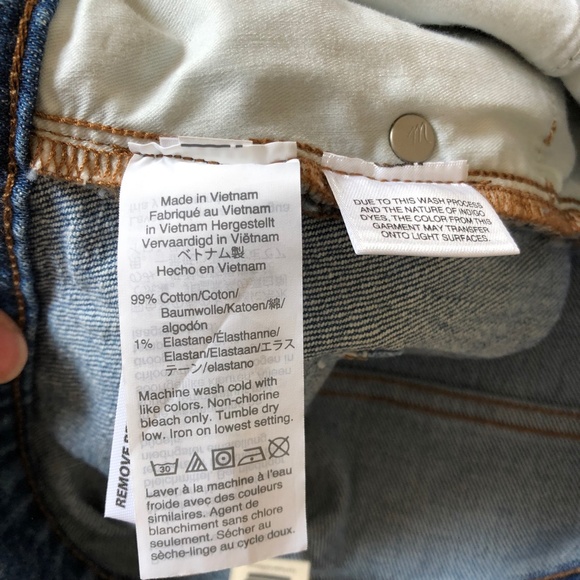 Made in Vietnam
Fabriqué au Vietnam
in Vietnam Hergestellt
Vervaardigd in Viëtnam
ベトナム製
Hecho en Vietnam
99% Cotton/Coton/
Baumwolle/Katoen/綿/
algodón
1% Elastane/Élasthanne/
Elastan/Elastaan/エラス
テーン/elastano
Machine wash cold with
like colors. Non-chlorine
bleach only. Tumble dry
low. Iron on lowest setting.
30
Laver à la machine à l'eau
froide avec des couleurs
similaires. Agent de
blanchiment sans chlore
seulement. Sécher au
sèche-linge au cycle doux.
DUE TO THIS WASH PROCESS
AND THE NATURE OF INDIGO
DYES, THE COLOR FROM THIS
GARMENT MAY TRANSFER
ONTO LIGHT SURFACES.
REMOVE
m